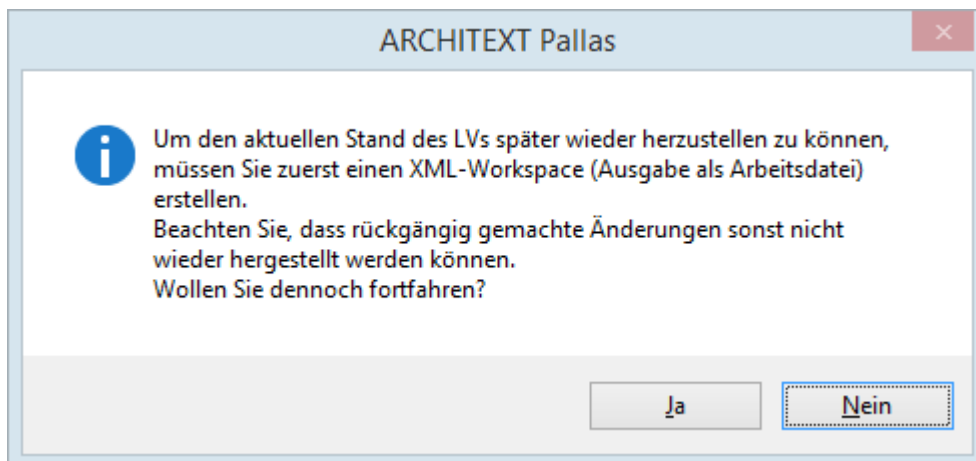 ARCHITEXT Pallas
Um den aktuellen Stand des LVs später wieder herzustellen zu können,
müssen Sie zuerst einen XML-Workspace (Ausgabe als Arbeitsdatei)
erstellen.
Beachten Sie, dass rückgängig gemachte Änderungen sonst nicht
wieder hergestellt werden können.
Wollen Sie dennoch fortfahren?
Ja
Nein